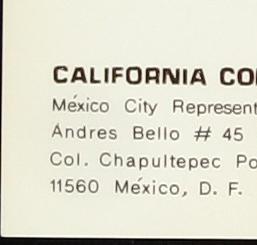 CALIFORNIA
México City
Andres Bello # 45
Col. Chapultepec
11560 México, D. F.